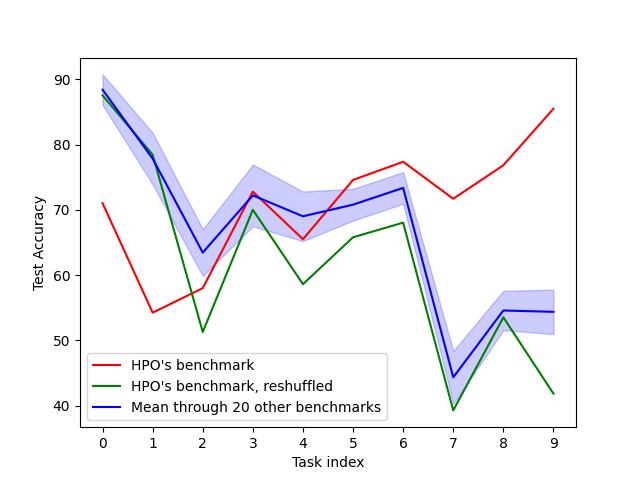 90
80
70
60
50
40
Test Accuracy
HPO's benchmark
HPO's benchmark, reshuffled
Mean through 20 other benchmarks
0 1 2 3 4 5 6 7 8 9
Task index